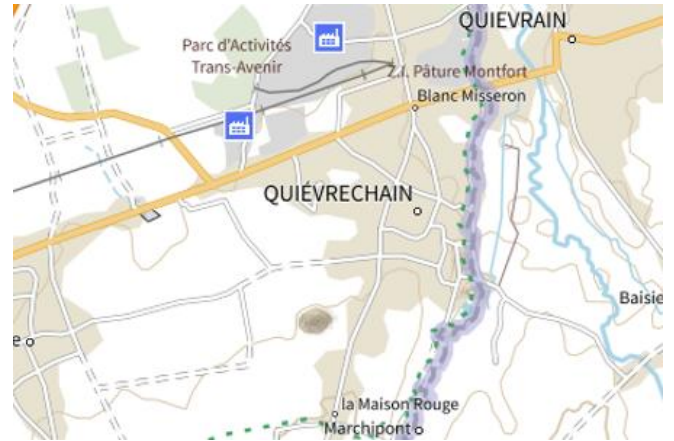 QUIEVRAIN
Parc d'Activités
Trans-Avenir
Z.I. Pâture Montfort
Blanc Misseron
QUIÉVRECHAIN
Baisie
e
la Maison Rouge
Marchipont